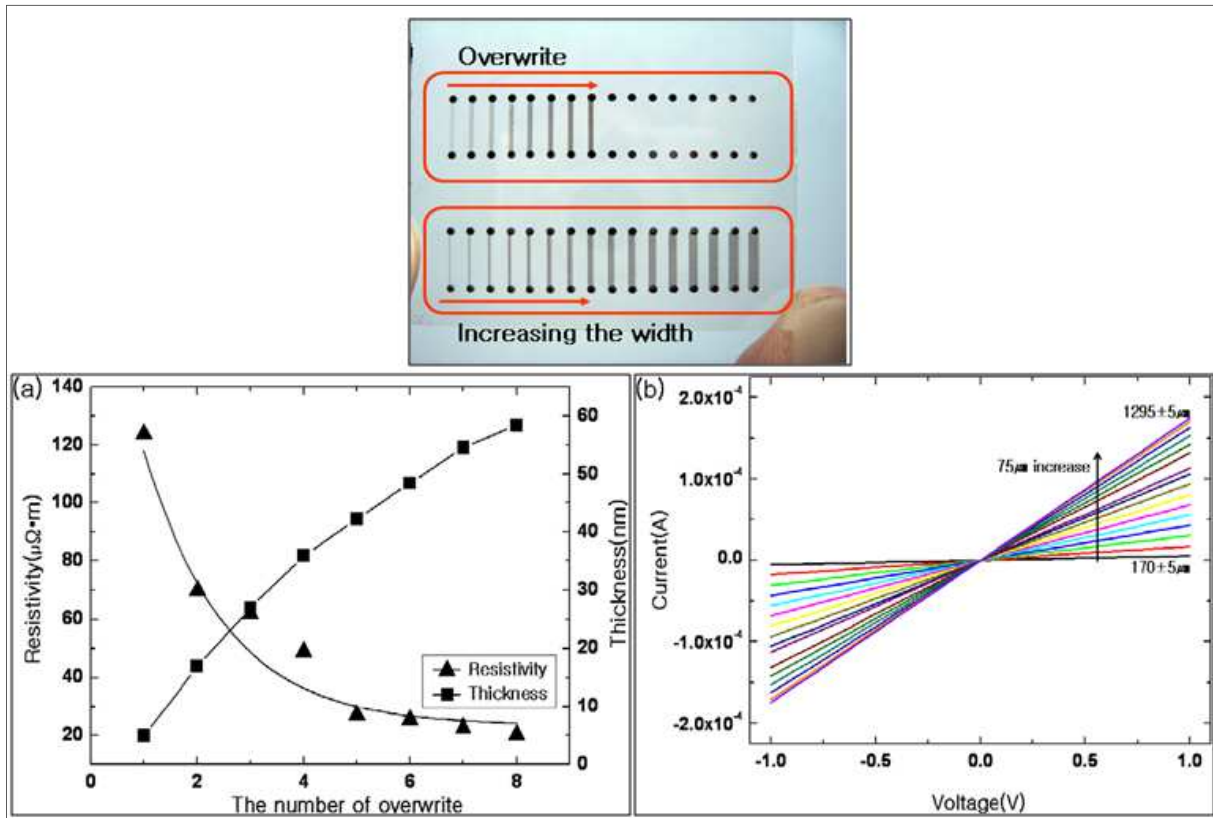 Overwrite
Increasing the width
(a)
140
120
100
80
60
40
20
Resistivity(μΩ•m)
60
50
40
30
20
10
0
Thickness(nm)
Resistivity
Thickness
0
2
4
6
8
The number of overwrite
(b)
2.0x10⁻⁴
1.0x10⁻⁴
0.0
-1.0x10⁻⁴
-2.0x10⁻⁴
Current(A)
1295±5㎛
75㎛ increase
170±5㎛
-1.0
-0.5
0.0
0.5
1.0
Voltage(V)